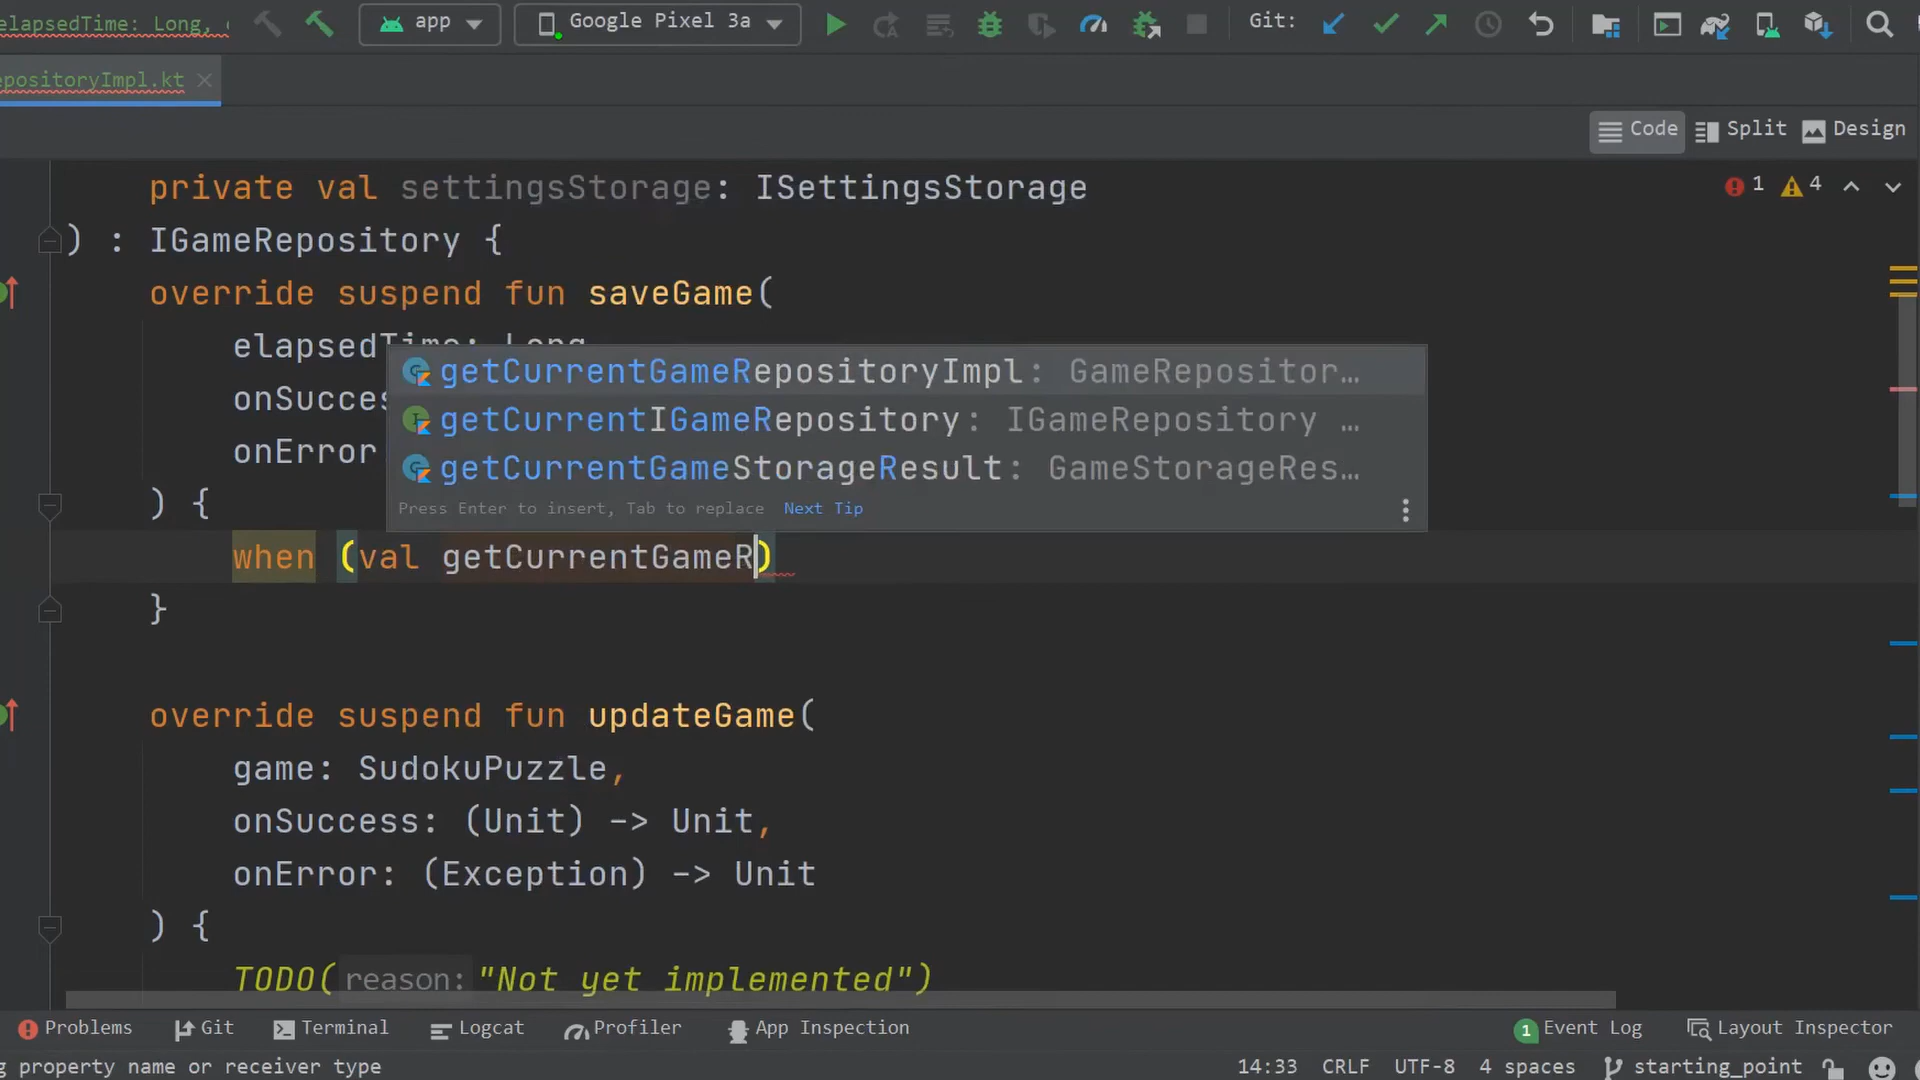 elapsedTime: Long,
app
Google Pixel 3a
Git:
epositoryImpl.kt
Code
Split
Design
private val settingsStorage: ISettingsStorage
1
4
) : IGameRepository {
override suspend fun saveGame(
elapsedTime: Long
onSucces
onError
getCurrentGameRepositoryImpl: GameRepositor…
getCurrentIGameRepository: IGameRepository …
getCurrentGameStorageResult: GameStorageRes…
Press Enter to insert, Tab to replace
Next Tip
) {
when (val getCurrentGameR)
}
override suspend fun updateGame(
game: SudokuPuzzle,
onSuccess: (Unit) -> Unit,
onError: (Exception) -> Unit
) {
TODO( reason: "Not yet implemented")
Problems
Git
Terminal
Logcat
Profiler
App Inspection
1
Event Log
Layout Inspector
g property name or receiver type
14:33
CRLF
UTF-8
4 spaces
starting_point